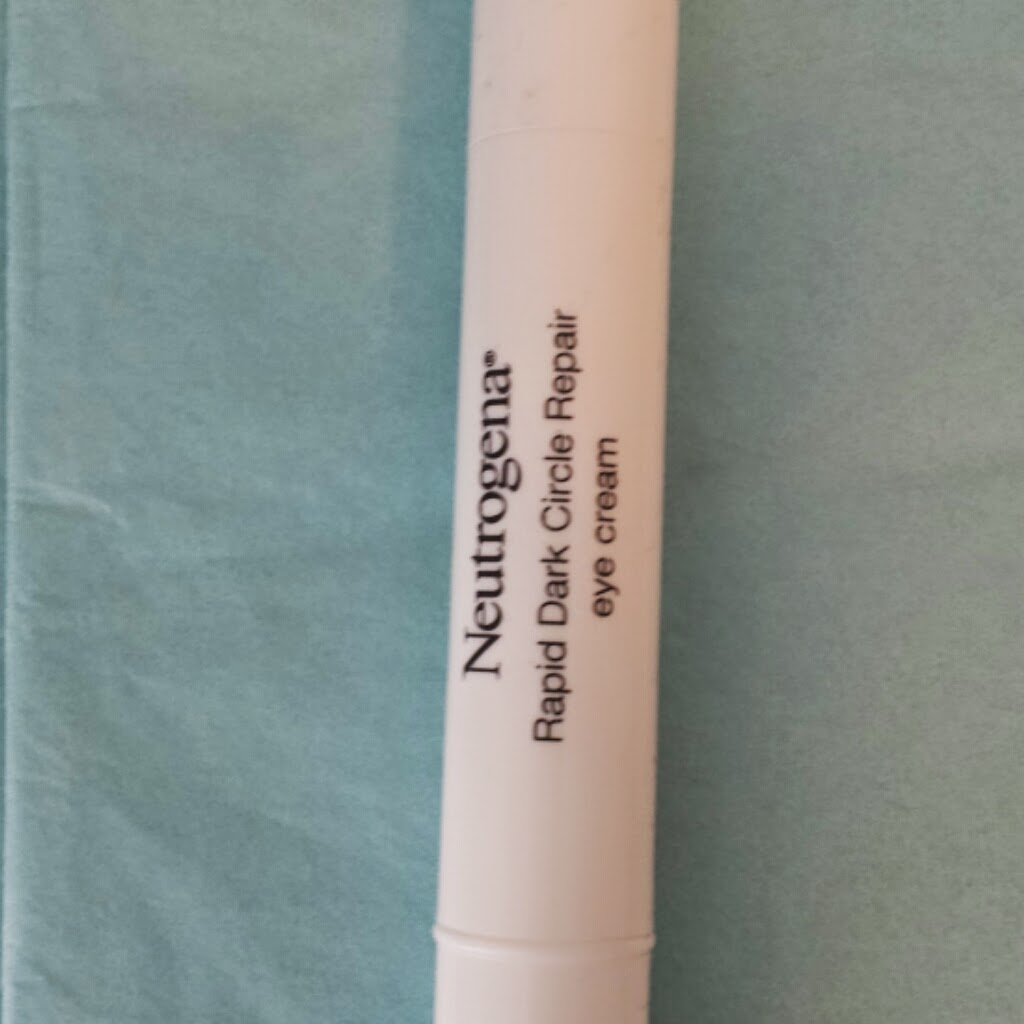 Neutrogena®
Rapid Dark Circle Repair
eye cream